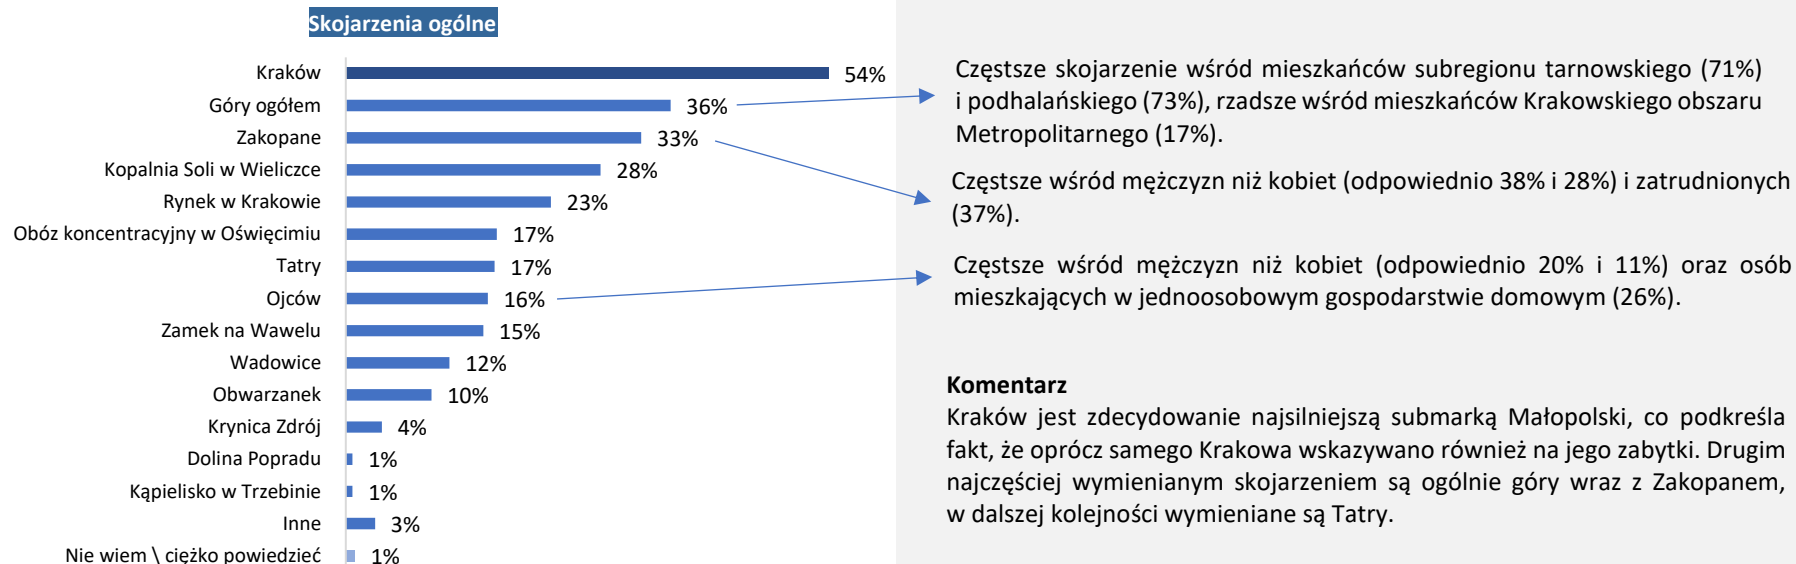 Skojarzenia ogólne
Kraków 54%
Góry ogółem 36%
Zakopane 33%
Kopalnia Soli w Wieliczce 28%
Rynek w Krakowie 23%
Obóz koncentracyjny w Oświęcimiu 17%
Tatry 17%
Ojców 16%
Zamek na Wawelu 15%
Wadowice 12%
Obwarzanek 10%
Krynica Zdrój 4%
Dolina Popradu 1%
Kąpielisko w Trzebinie 1%
Inne 3%
Nie wiem \ ciężko powiedzieć 1%
Częstsze skojarzenie wśród mieszkańców subregionu tarnowskiego (71%)
i podhalańskiego (73%), rzadsze wśród mieszkańców Krakowskiego obszaru
Metropolitarnego (17%).
Częstsze wśród mężczyzn niż kobiet (odpowiednio 38% i 28%) i zatrudnionych
(37%).
Częstsze wśród mężczyzn niż kobiet (odpowiednio 20% i 11%) oraz osób
mieszkających w jednoosobowym gospodarstwie domowym (26%).
Komentarz
Kraków jest zdecydowanie najsilniejszą submarką Małopolski, co podkreśla
fakt, że oprócz samego Krakowa wskazywano również na jego zabytki. Drugim
najczęściej wymienianym skojarzeniem są ogólnie góry wraz z Zakopanem,
w dalszej kolejności wymieniane są Tatry.